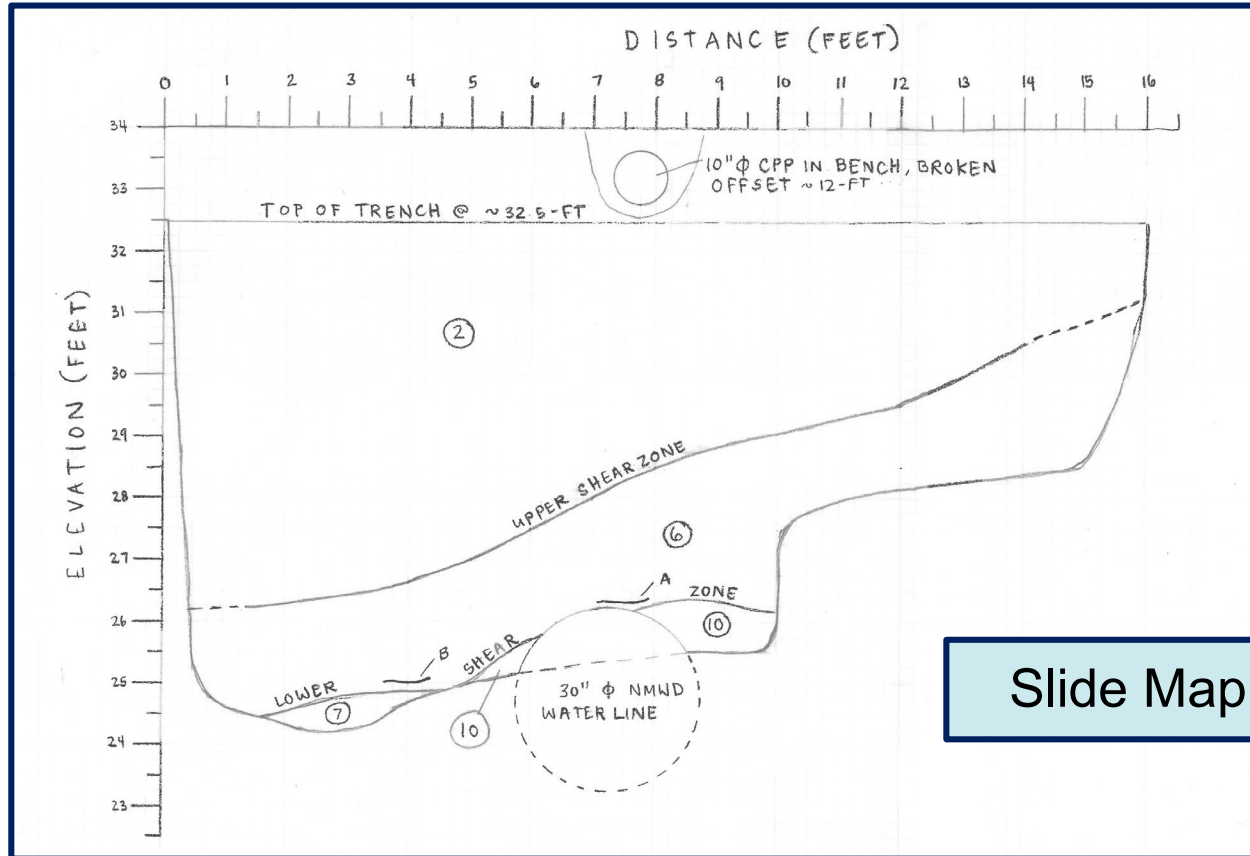 DISTANCE (FEET)
0 1 2 3 4 5 6 7 8 9 10 11 12 13 14 15 16
34
33
32
31
30
29
28
27
26
25
24
23
ELEVATION (FEET)
10" ϕ CPP IN BENCH, BROKEN
OFFSET ~ 12-FT
TOP OF TRENCH @ ~32.5-FT
2
UPPER SHEAR ZONE
6
A
ZONE
10
B
SHEAR
LOWER
7
10
30" ϕ NMWD
WATER LINE
Slide Map